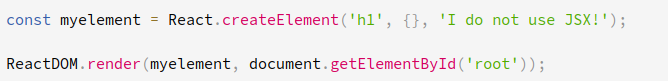 const myelement = React.createElement('h1', {}, 'I do not use JSX!');
ReactDOM.render(myelement, document.getElementById('root'));